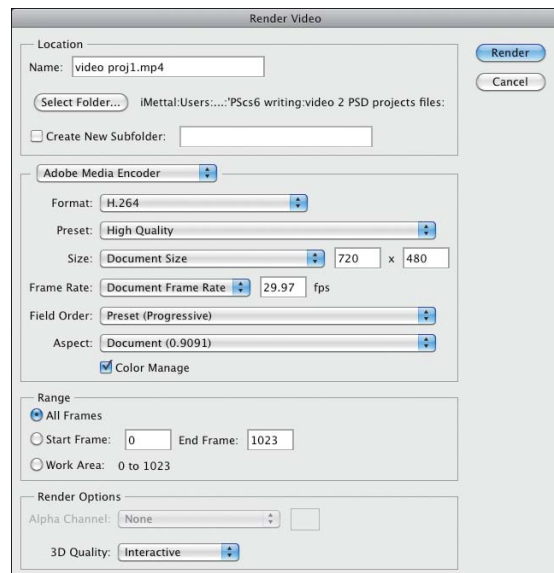 Render Video
Location
Name: video proj1.mp4
Render
Cancel
Select Folder... iMettal:Users:...:'PScs6 writing:video 2 PSD projects files:
Create New Subfolder:
Adobe Media Encoder
Format: H.264
Preset: High Quality
Size: Document Size 720 x 480
Frame Rate: Document Frame Rate 29.97 fps
Field Order: Preset (Progressive)
Aspect: Document (0.9091)
Color Manage
Range
All Frames
Start Frame: 0 End Frame: 1023
Work Area: 0 to 1023
Render Options
Alpha Channel: None
3D Quality: Interactive